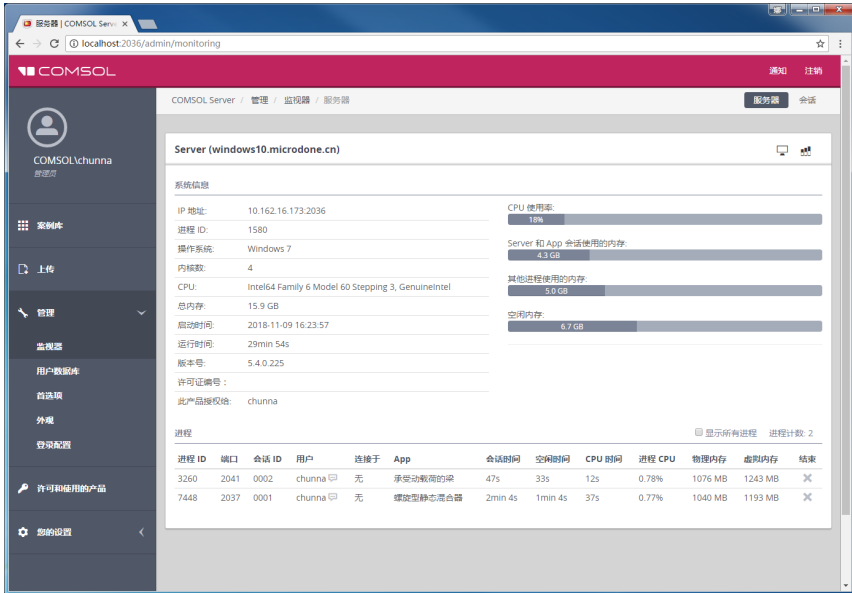 服务器 | COMSOL Serve
localhost:2036/admin/monitoring
COMSOL
通知 注销
COMSOL Server / 管理 / 监视器 / 服务器
服务器 会话
COMSOL\chunna
管理员
案例库
上传
管理
监视器
用户数据库
首选项
外观
登录配置
许可和使用的产品
您的设置
Server (windows10.microdone.cn)
系统信息
IP 地址: 10.162.16.173:2036
进程 ID: 1580
操作系统: Windows 7
内核数: 4
CPU: Intel64 Family 6 Model 60 Stepping 3, GenuineIntel
总内存: 15.9 GB
启动时间: 2018-11-09 16:23:57
运行时间: 29min 54s
版本号: 5.4.0.225
许可证编号：
此产品授权给: chunna
CPU 使用率:
18%
Server 和 App 会话使用的内存:
4.3 GB
其他进程使用的内存:
5.0 GB
空闲内存:
6.7 GB
进程
显示所有进程 进程计数: 2
进程 ID 端口 会话 ID 用户 连接于 App 会话时间 空闲时间 CPU 时间 进程 CPU 物理内存 虚拟内存 结束
3260 2041 0002 chunna 无 承受动载荷的梁 47s 33s 12s 0.78% 1076 MB 1243 MB
7448 2037 0001 chunna 无 螺旋型静态混合器 2min 4s 1min 4s 37s 0.77% 1040 MB 1193 MB